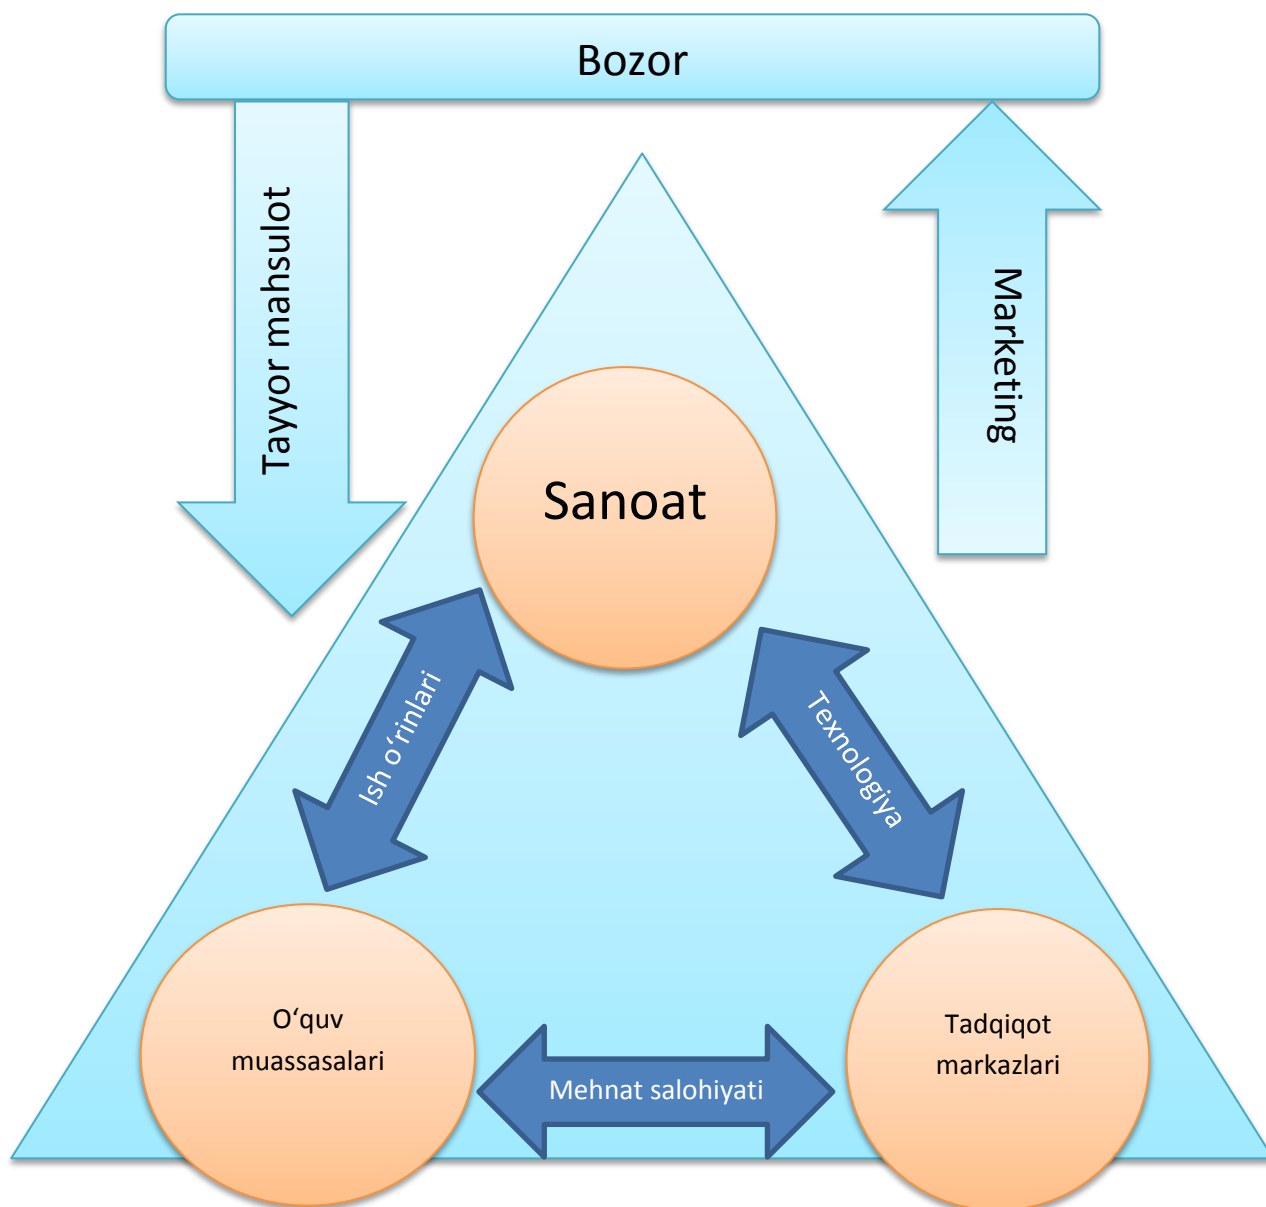 Bozor
Tayyor mahsulot
Marketing
Sanoat
Ish o‘rinlari
Texnologiya
O‘quv
muassasalari
Mehnat salohiyati
Tadqiqot
markazlari